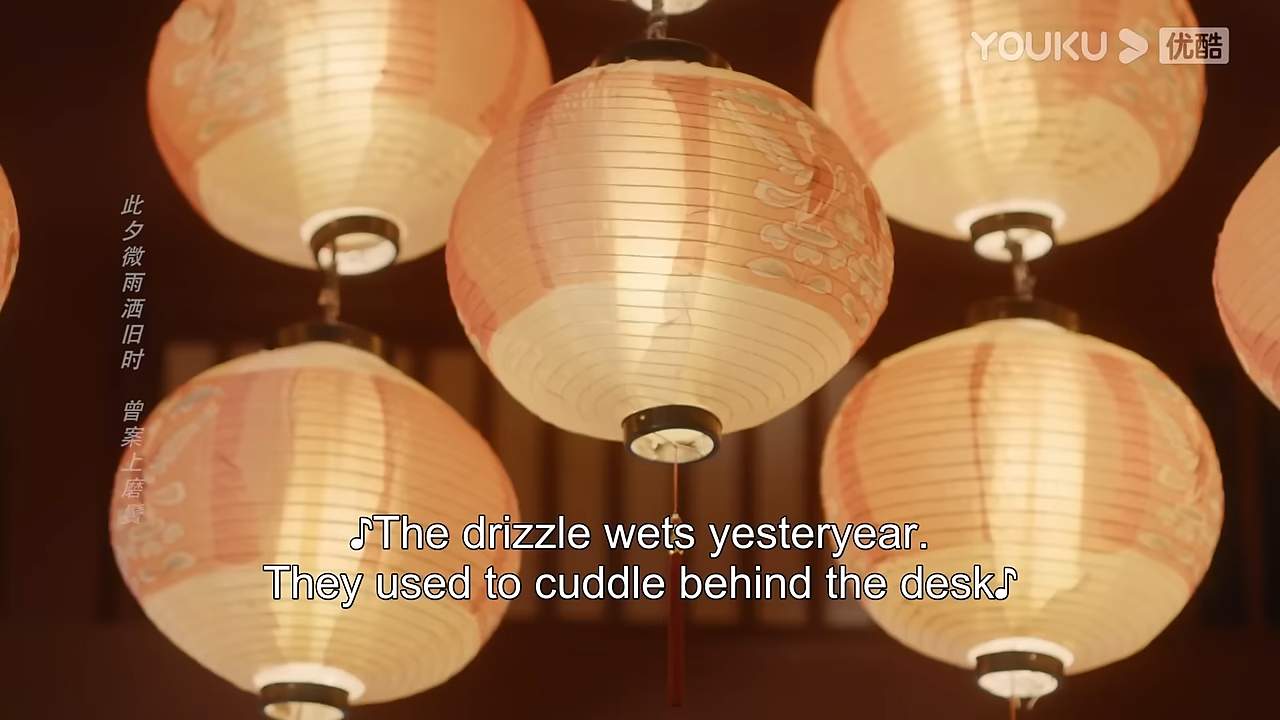 YOUKU 优酷
此夕微雨洒旧时 曾案上磨鬓
♪The drizzle wets yesteryear.
They used to cuddle behind the desk♪